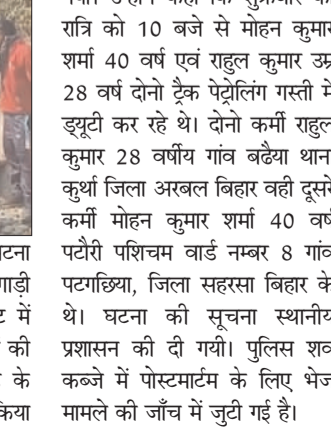 रात्रि को 10 बजे से मोहन कुमार
शर्मा 40 वर्ष एवं राहुल कुमार उम्र
28 वर्ष दोनो ट्रैक पेट्रोलिंग गस्ती में
ड्यूटी कर रहे थे। दोनो कर्मी राहुल
कुमार 28 वर्षीय गांव बढैया थाना
कुर्था जिला अरबल बिहार वही दूसरे
कर्मी मोहन कुमार शर्मा 40 वर्ष
पटौरी पशिचम वार्ड नम्बर 8 गांव
पटगछिया, जिला सहरसा बिहार के
थे। घटना की सूचना स्थानीय
प्रशासन की दी गयी। पुलिस शव
कब्जे में पोस्टमार्टम के लिए भेज
मामले की जाँच में जुटी गई है।
गाड़ी
में
की
के